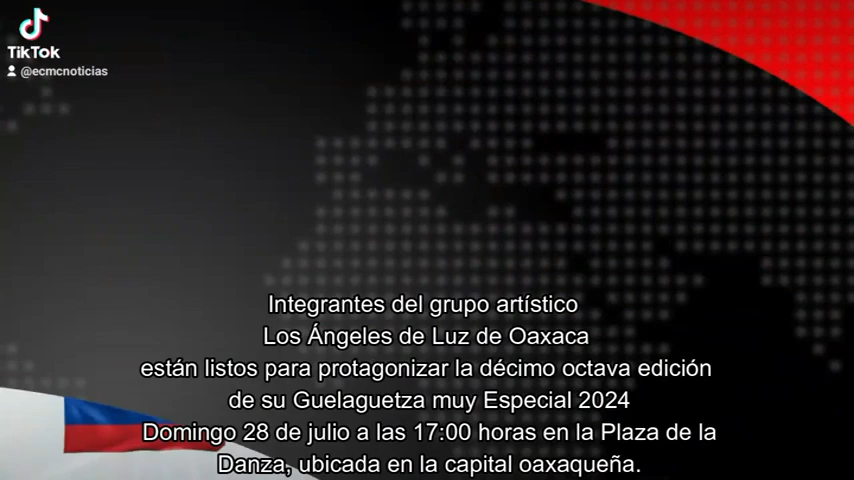 TikTok
@ecmcnoticias
Integrantes del grupo artístico
Los Ángeles de Luz de Oaxaca
están listos para protagonizar la décimo octava edición
de su Guelaguetza muy Especial 2024
Domingo 28 de julio a las 17:00 horas en la Plaza de la
Danza, ubicada en la capital oaxaqueña.